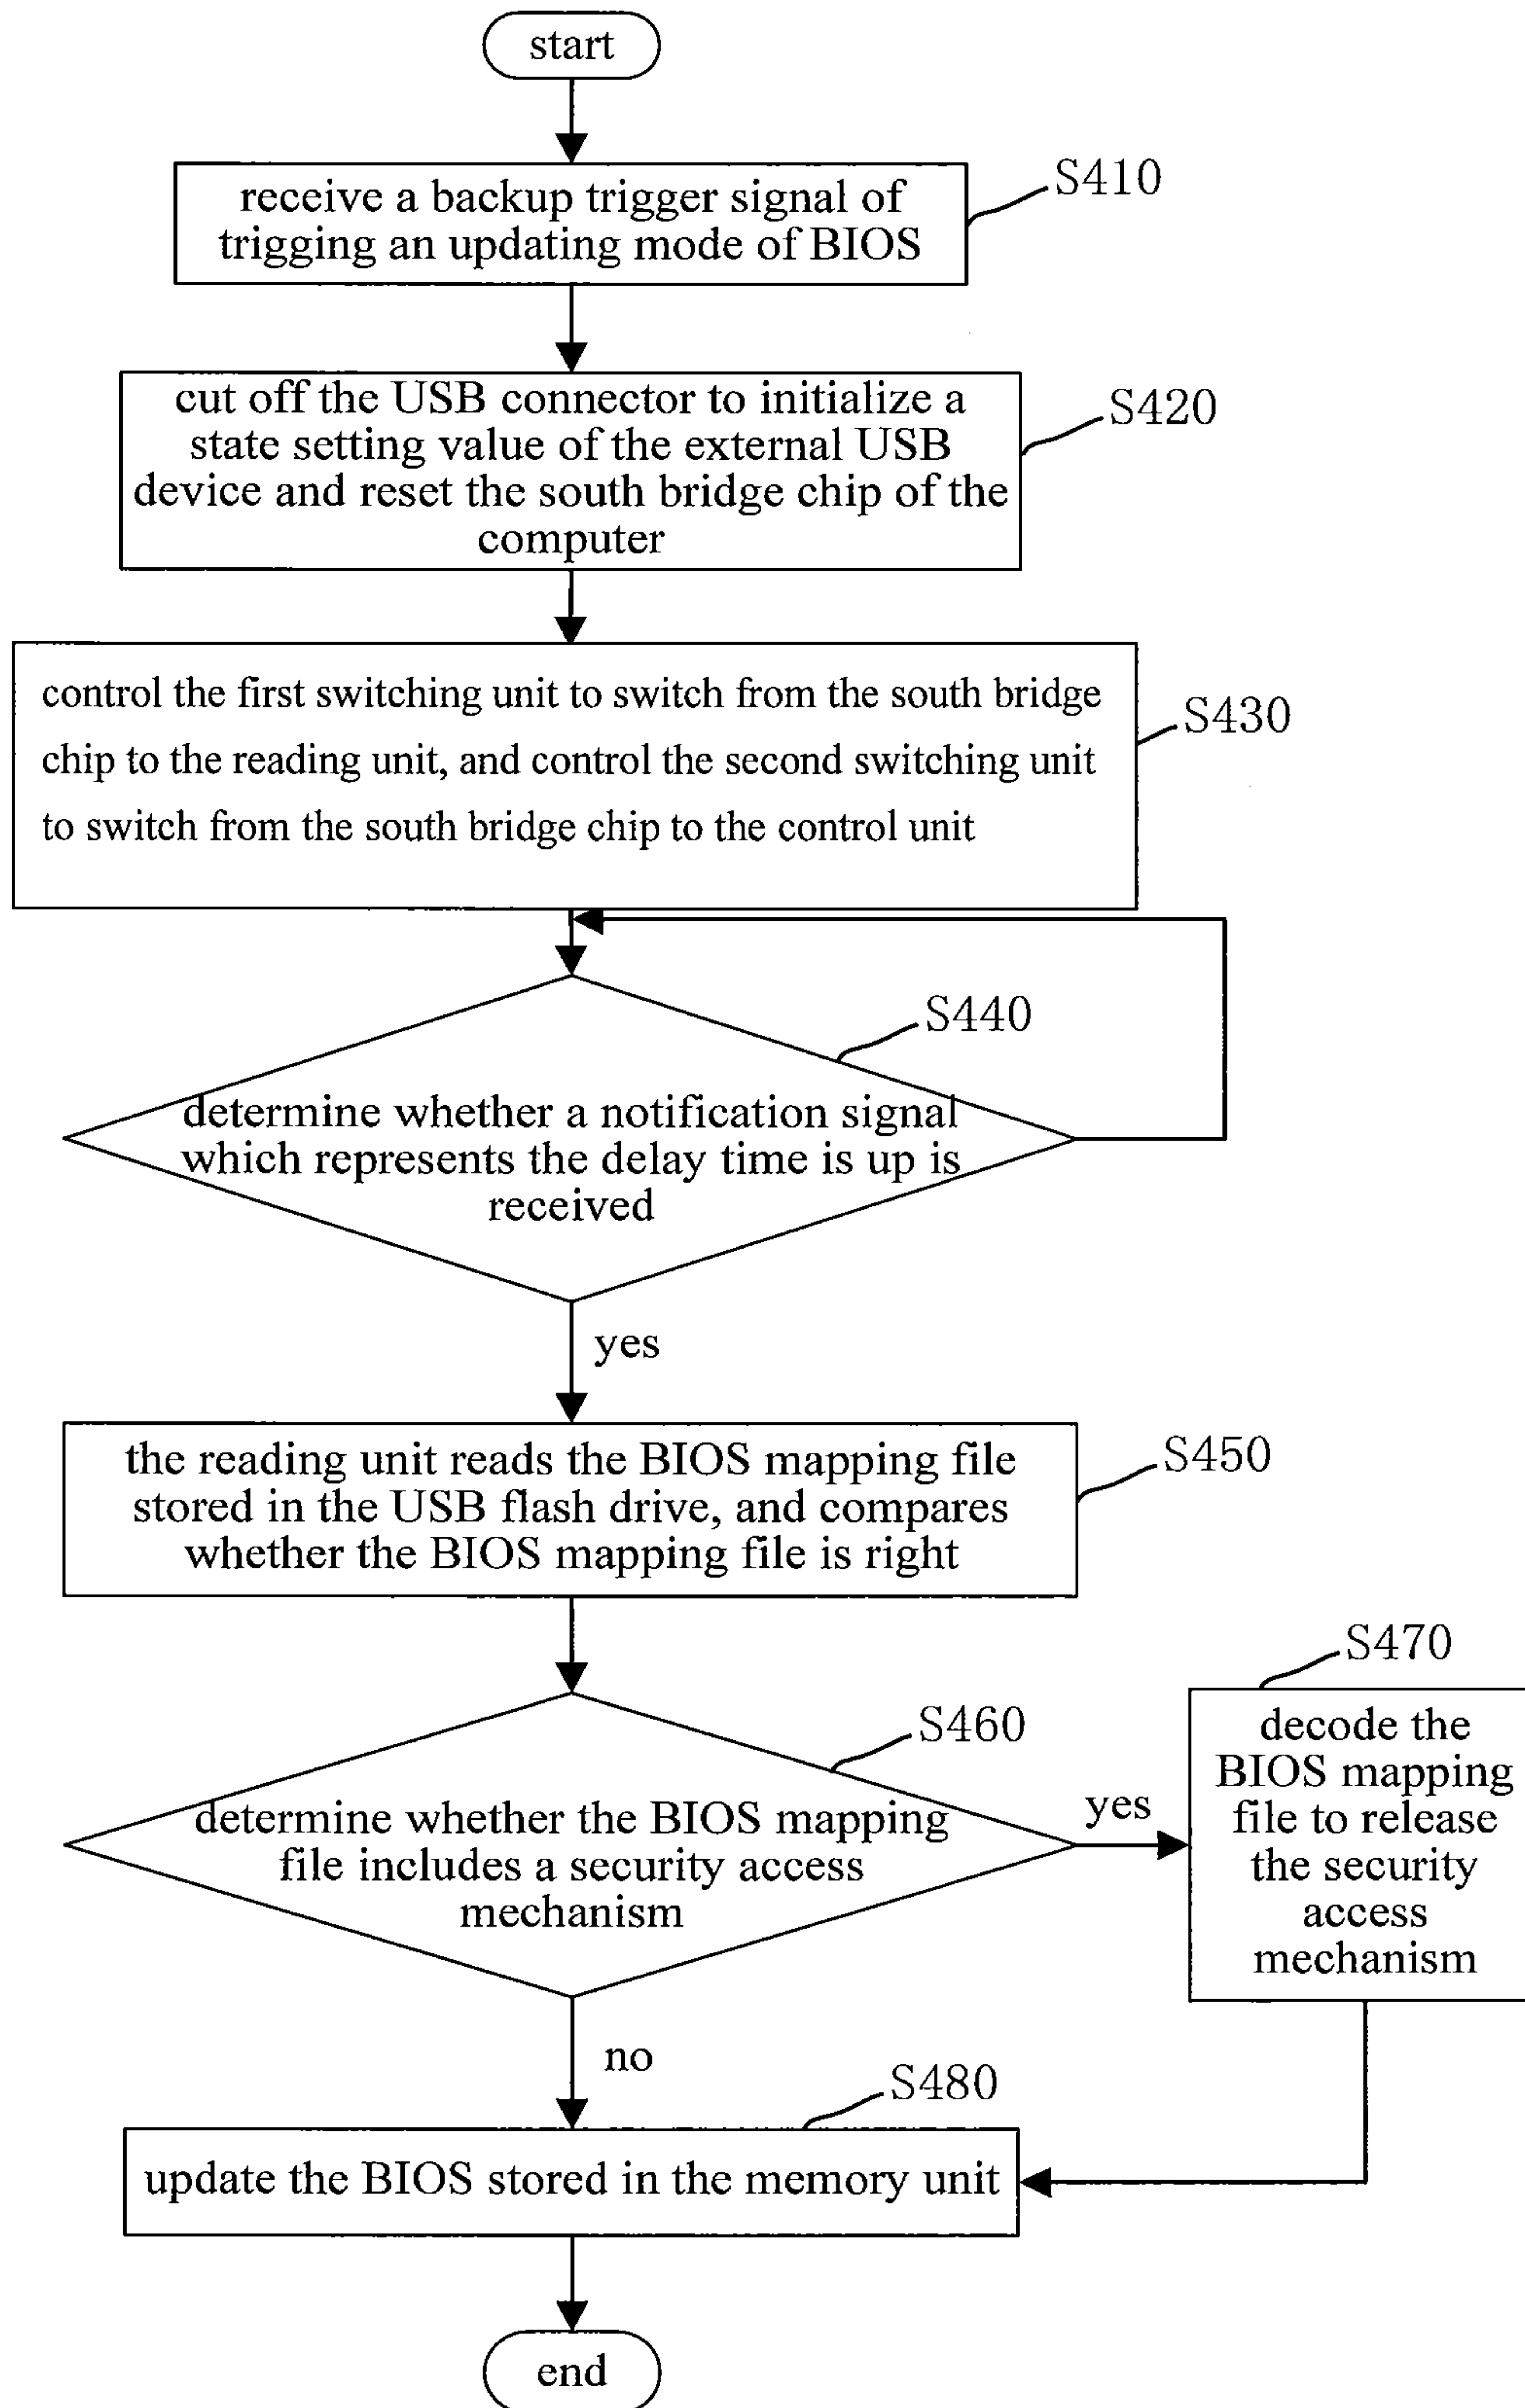 start
S410
receive a backup trigger signal of
trigging an updating mode of BIOS
S420
cut off the USB connector to initialize a
state setting value of the external USB
device and reset the south bridge chip of the
computer
S430
control the first switching unit to switch from the south bridge
chip to the reading unit, and control the second switching unit
to switch from the south bridge chip to the control unit
S440
determine whether a notification signal
which represents the delay time is up is
received
yes
S450
the reading unit reads the BIOS mapping file
stored in the USB flash drive, and compares
whether the BIOS mapping file is right
S460
determine whether the BIOS mapping
file includes a security access
mechanism
yes
S470
decode the
BIOS mapping
file to release
the security
access
mechanism
no
S480
update the BIOS stored in the memory unit
end